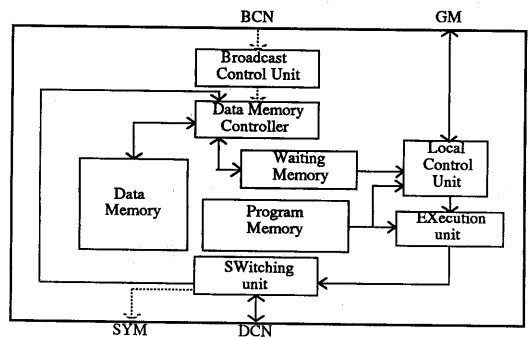 BCN
GM
Broadcast
Control Unit
Data Memory
Controller
Waiting
Memory
Local
Control
Unit
Data
Memory
Program
Memory
EXecution
unit
SWitching
unit
SYM
DCN